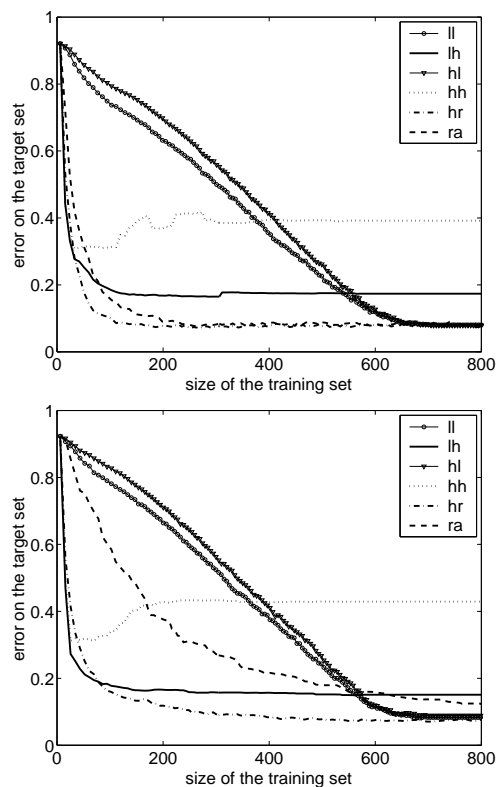 1
0.8
0.6
0.4
0.2
0
error on the target set
0 200 400 600 800
size of the training set
ll
lh
hl
hh
hr
ra
1
0.8
0.6
0.4
0.2
0
error on the target set
0 200 400 600 800
size of the training set
ll
lh
hl
hh
hr
ra